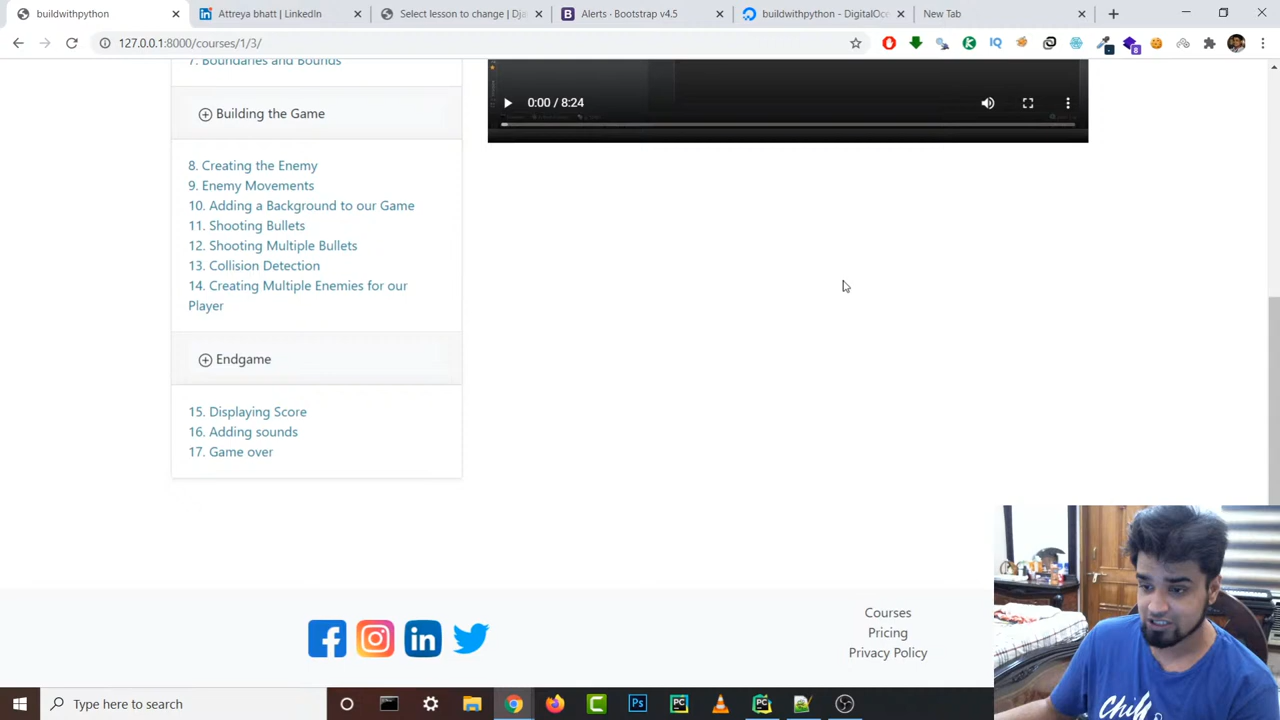 buildwithpython
Attreya bhatt | LinkedIn
Select lesson to change | Dja
Alerts · Bootstrap v4.5
buildwithpython - DigitalOce
New Tab
127.0.0.1:8000/courses/1/3/
7. Boundaries and Bounds
0:00 / 8:24
Building the Game
8. Creating the Enemy
9. Enemy Movements
10. Adding a Background to our Game
11. Shooting Bullets
12. Shooting Multiple Bullets
13. Collision Detection
14. Creating Multiple Enemies for our
Player
Endgame
15. Displaying Score
16. Adding sounds
17. Game over
Courses
Pricing
Privacy Policy
Type here to search